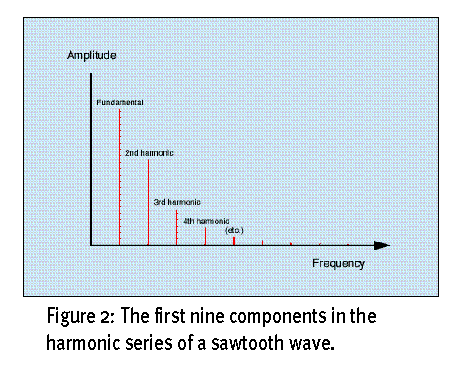 Amplitude
Fundamental
2nd harmonic
3rd harmonic
4th harmonic
(etc.)
Frequency
Figure 2: The first nine components in the
harmonic series of a sawtooth wave.